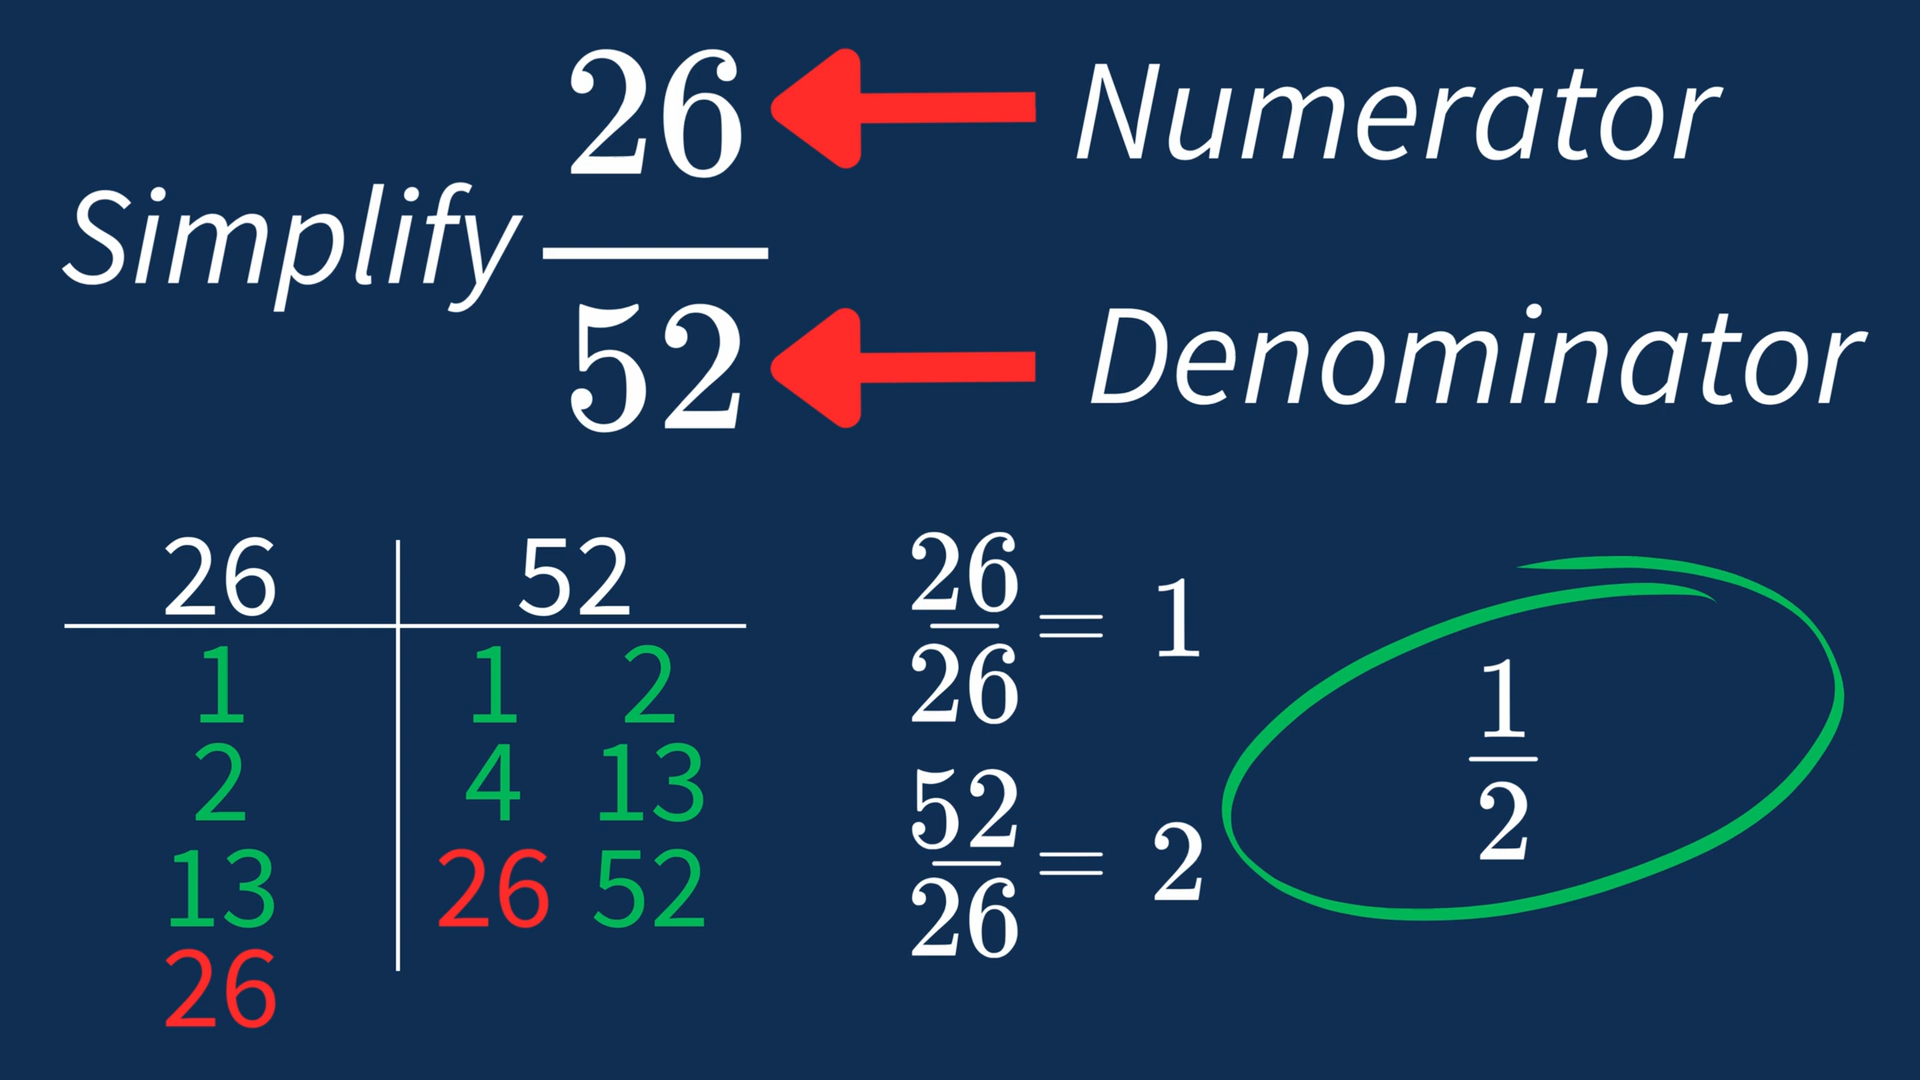 26 Numerator
Simplify
52 Denominator
26 52
1 1 2
2 4 13
13 26 52
26
26
26 = 1
52
26 = 2
1
2